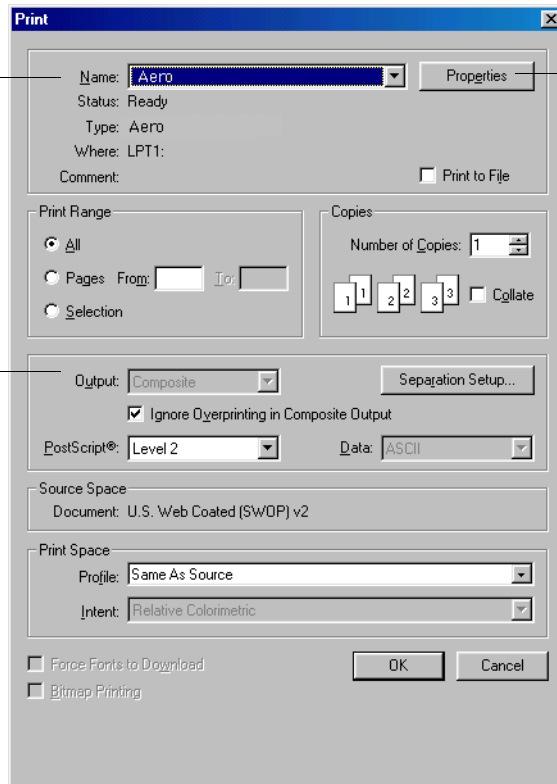 Print
Name: Aero
Properties
Status: Ready
Type: Aero
Where: LPT1:
Comment:
Print to File
Print Range
All
Pages From: To:
Selection
Copies
Number of Copies: 1
1 1 2 2 3 3 Collate
Output: Composite
Separation Setup...
Ignore Overprinting in Composite Output
PostScript®: Level 2
Data: ASCII
Source Space
Document: U.S. Web Coated (SWOP) v2
Print Space
Profile: Same As Source
Intent: Relative Colorimetric
Force Fonts to Download
OK Cancel
Bitmap Printing